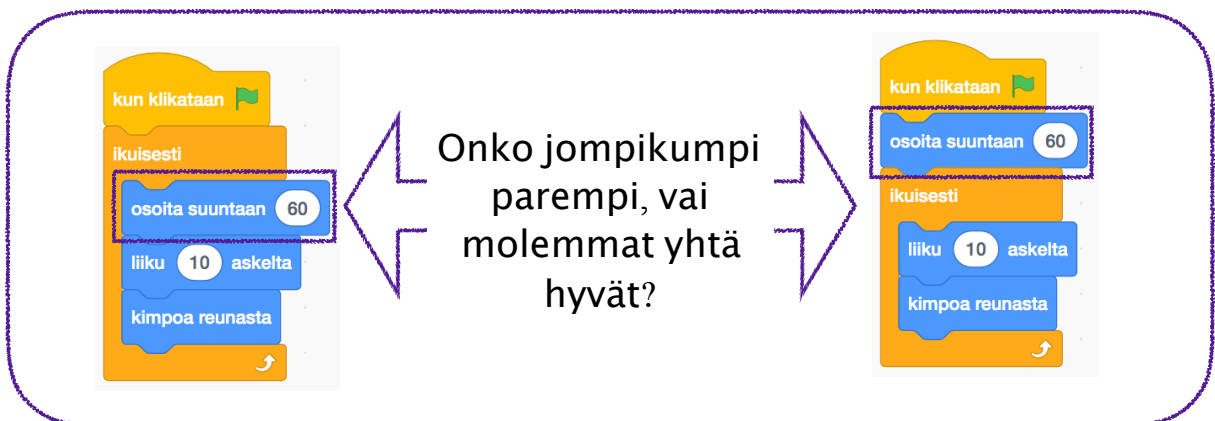 kun klikataan
ikuisesti
osoita suuntaan 60
liiku 10 askelta
kimpoa reunasta
Onko jompikumpi
parempi, vai
molemmat yhtä
hyvät?
kun klikataan
osoita suuntaan 60
ikuisesti
liiku 10 askelta
kimpoa reunasta